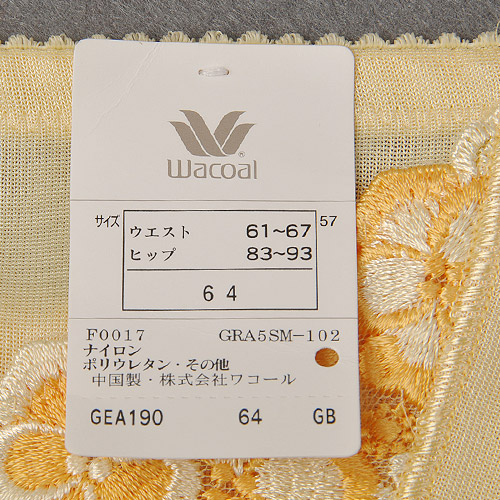 Wacoal
サイズ
ウエスト 61~67 57
ヒップ 83~93
64
F0017 GRA5SM-102
ナイロン
ポリウレタン・その他
中国製・株式会社ワコール
GEA190 64 GB